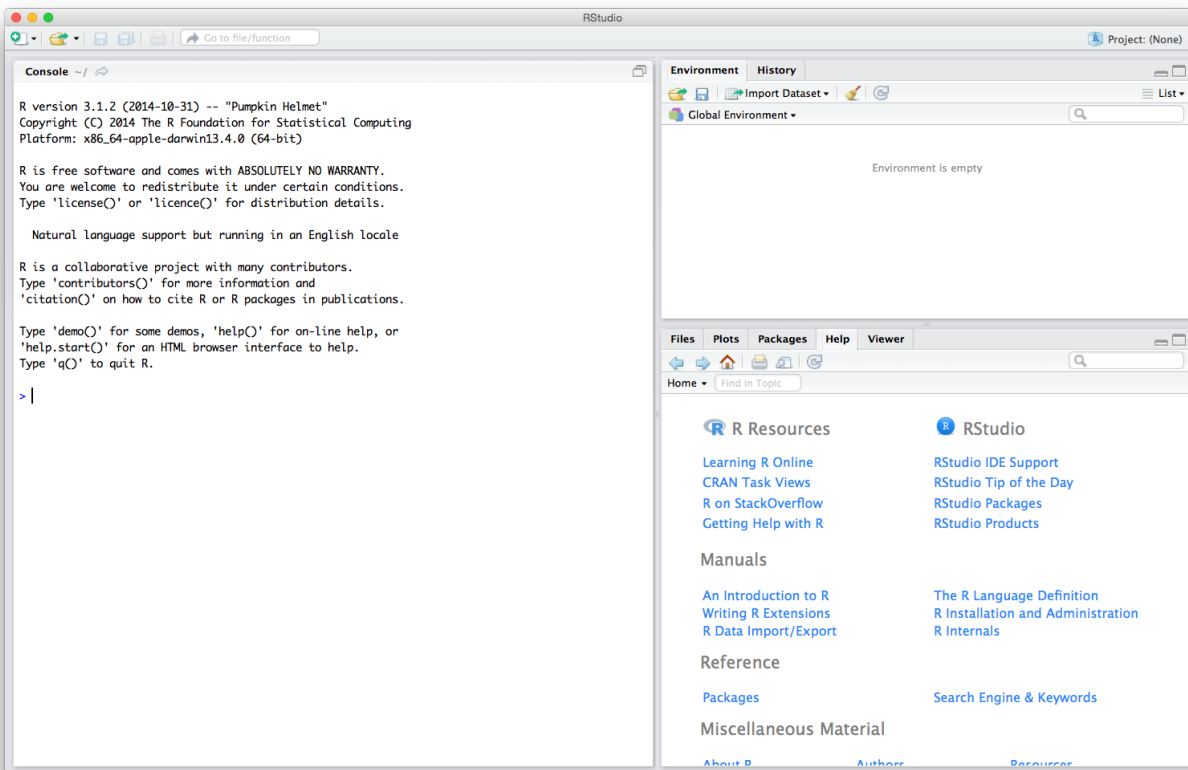 RStudio
Go to file/function
Project: (None)
Console ~/
R version 3.1.2 (2014-10-31) -- "Pumpkin Helmet"
Copyright (C) 2014 The R Foundation for Statistical Computing
Platform: x86_64-apple-darwin13.4.0 (64-bit)
R is free software and comes with ABSOLUTELY NO WARRANTY.
You are welcome to redistribute it under certain conditions.
Type 'license()' or 'licence()' for distribution details.
Natural language support but running in an English locale
R is a collaborative project with many contributors.
Type 'contributors()' for more information and
'citation()' on how to cite R or R packages in publications.
Type 'demo()' for some demos, 'help()' for on-line help, or
'help.start()' for an HTML browser interface to help.
Type 'q()' to quit R.
>
Environment History
Import Dataset List
Global Environment
Environment is empty
Files Plots Packages Help Viewer
Home Find in Topic
R Resources
Learning R Online
CRAN Task Views
R on StackOverflow
Getting Help with R
RStudio
RStudio IDE Support
RStudio Tip of the Day
RStudio Packages
RStudio Products
Manuals
An Introduction to R
Writing R Extensions
R Data Import/Export
The R Language Definition
R Installation and Administration
R Internals
Reference
Packages
Search Engine & Keywords
Miscellaneous Material
About R Authors Resources